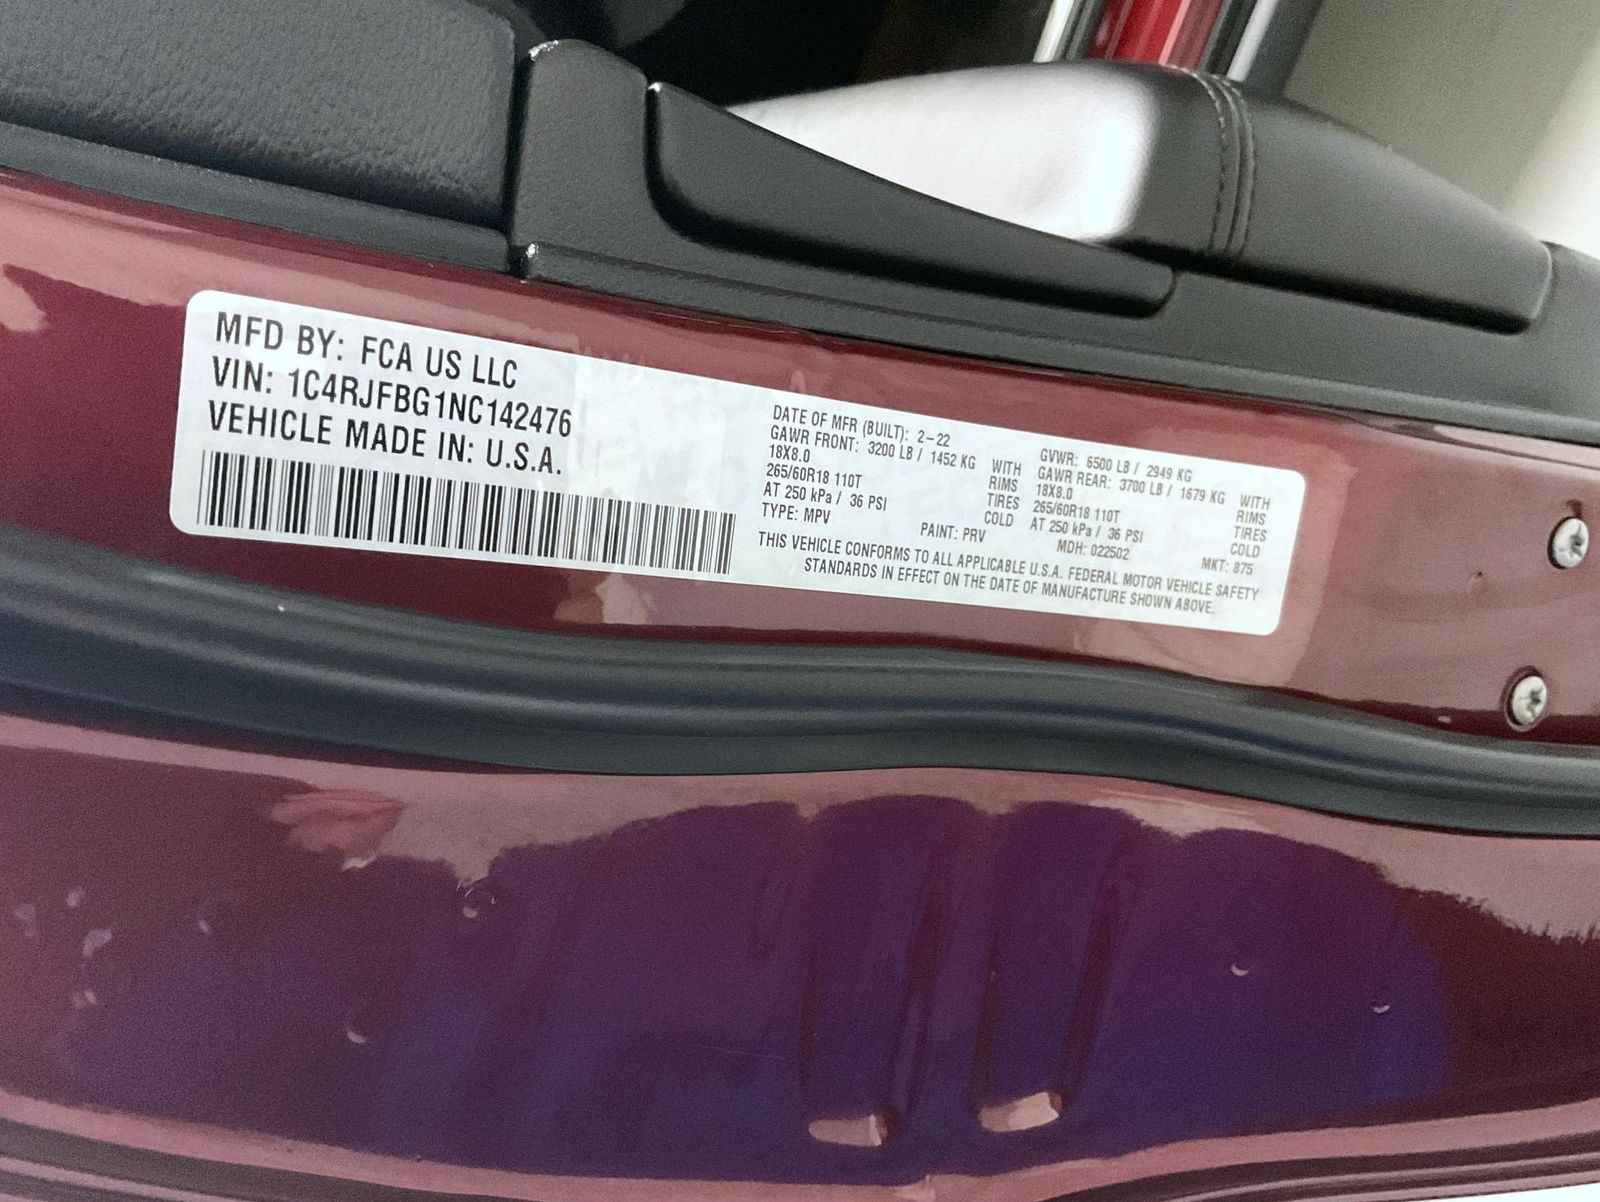 MFD BY: FCA US LLC
VIN: 1C4RJFBG1NC142476
VEHICLE MADE IN: U.S.A.
DATE OF MFR (BUILT): 2-22
GAWR FRONT: 3200 LB / 1452 KG WITH
18X8.0 RIMS
265/60R18 110T TIRES
AT 250 kPa / 36 PSI COLD
TYPE: MPV PAINT: PRV
GVWR: 6500 LB / 2949 KG
GAWR REAR: 3700 LB / 1679 KG WITH
18X8.0 RIMS
265/60R18 110T TIRES
AT 250 kPa / 36 PSI COLD
MDH: 022502 MKT: 875
THIS VEHICLE CONFORMS TO ALL APPLICABLE U.S.A. FEDERAL MOTOR VEHICLE SAFETY
STANDARDS IN EFFECT ON THE DATE OF MANUFACTURE SHOWN ABOVE.